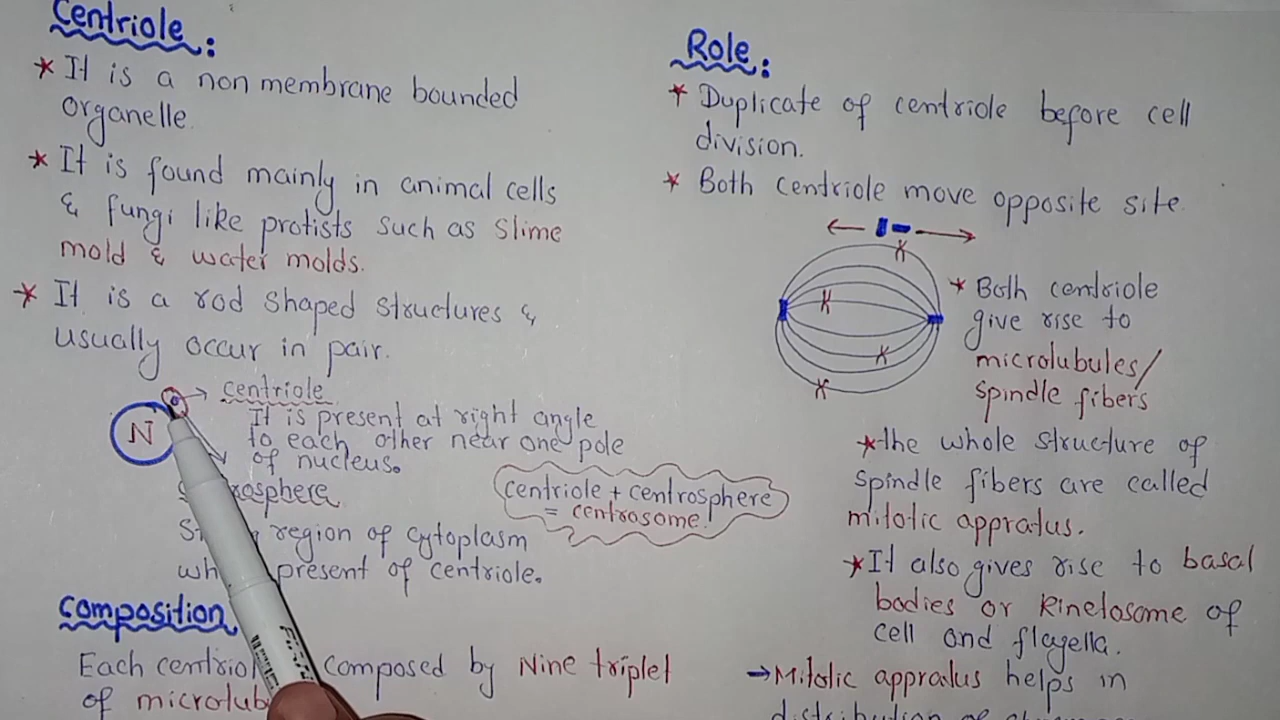 Centriole :
* It is a non membrane bounded
organelle.
* It is found mainly in animal cells
& fungi like protists such as Slime
mold & water molds.
* It is a rod shaped structures &
usually occur in pair.
→ centriole
It is present at right angle
to each other near one pole
of nucleus.
N
rosphere
region of cytoplasm
present of centriole.
centriole + centrosphere
= centrosome.
Composition
Each composed by Nine triplet
of
Role :
* Duplicate of centriole before cell
division.
* Both centriole move opposite site.
* Both centriole
give rise to
microlubules/
spindle fibers
* the whole structure of
spindle fibers are called
mitotic appratus.
* It also gives rise to basal
bodies or kinetosome of
cell and flagella.
→ Mitotic appratus helps in
distribution of